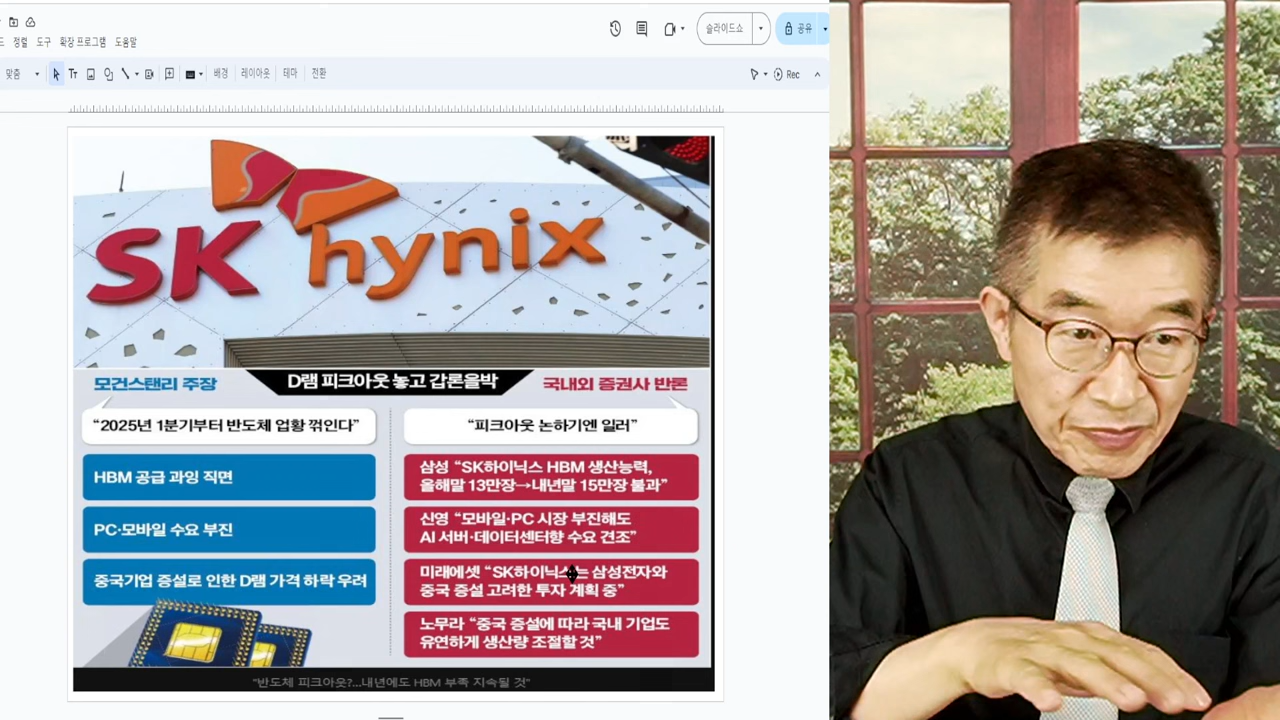 정렬 도구 확장 프로그램 도움말
슬라이드쇼
공유
맞춤
배경 레이아웃 테마 전환
Rec
SK hynix
모건스탠리 주장
D램 피크아웃 놓고 갑론을박
국내외 증권사 반론
“2025년 1분기부터 반도체 업황 꺾인다”
“피크아웃 논하기엔 일러”
HBM 공급 과잉 직면
PC·모바일 수요 부진
중국기업 증설로 인한 D램 가격 하락 우려
삼성 “SK하이닉스 HBM 생산능력,
올해말 13만장→내년말 15만장 불과”
신영 “모바일·PC 시장 부진해도
AI 서버·데이터센터향 수요 견조”
미래에셋 “SK하이닉스는 삼성전자와
중국 증설 고려한 투자 계획 중”
노무라 “중국 증설에 따라 국내 기업도
유연하게 생산량 조절할 것”
“반도체 피크아웃?...내년에도 HBM 부족 지속될 것”